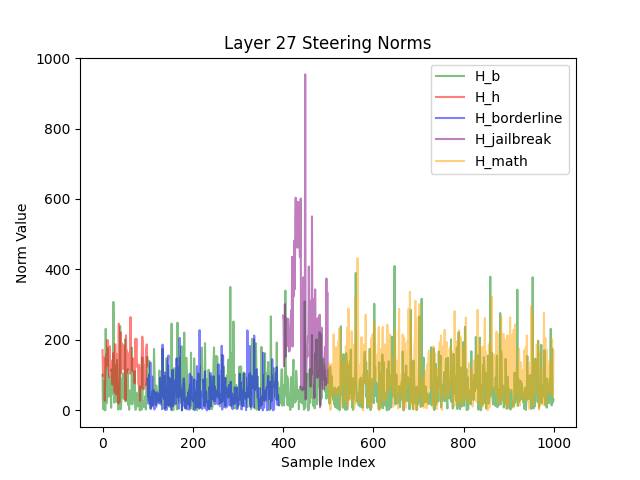 Layer 27 Steering Norms
H_b
H_h
H_borderline
H_jailbreak
H_math
Norm Value
1000
800
600
400
200
0
0 200 400 600 800 1000
Sample Index